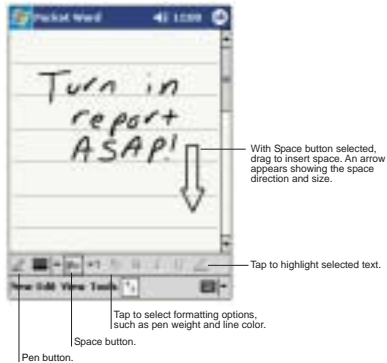 Pocket Word
Turn in
report
ASAP!
With Space button selected,
drag to insert space. An arrow
appears showing the space
direction and size.
Tap to highlight selected text.
New Edit View Tools
Tap to select formatting options,
such as pen weight and line color.
Space button.
Pen button.